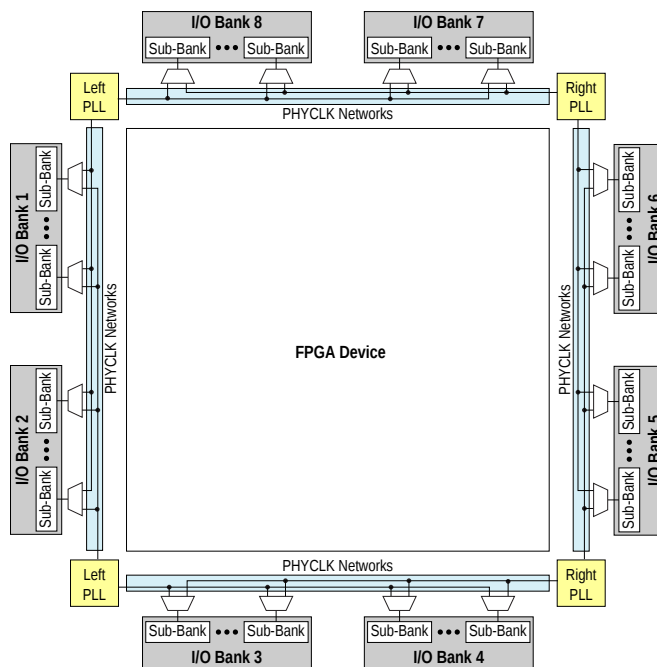 I/O Bank 8
Sub-Bank ••• Sub-Bank
I/O Bank 7
Sub-Bank ••• Sub-Bank
Left
PLL
Right
PLL
PHYCLK Networks
I/O Bank 1
Sub-Bank ••• Sub-Bank
PHYCLK Networks
I/O Bank 2
Sub-Bank ••• Sub-Bank
FPGA Device
I/O Bank 6
Sub-Bank ••• Sub-Bank
PHYCLK Networks
I/O Bank 5
Sub-Bank ••• Sub-Bank
PHYCLK Networks
Left
PLL
Right
PLL
Sub-Bank ••• Sub-Bank
I/O Bank 3
Sub-Bank ••• Sub-Bank
I/O Bank 4